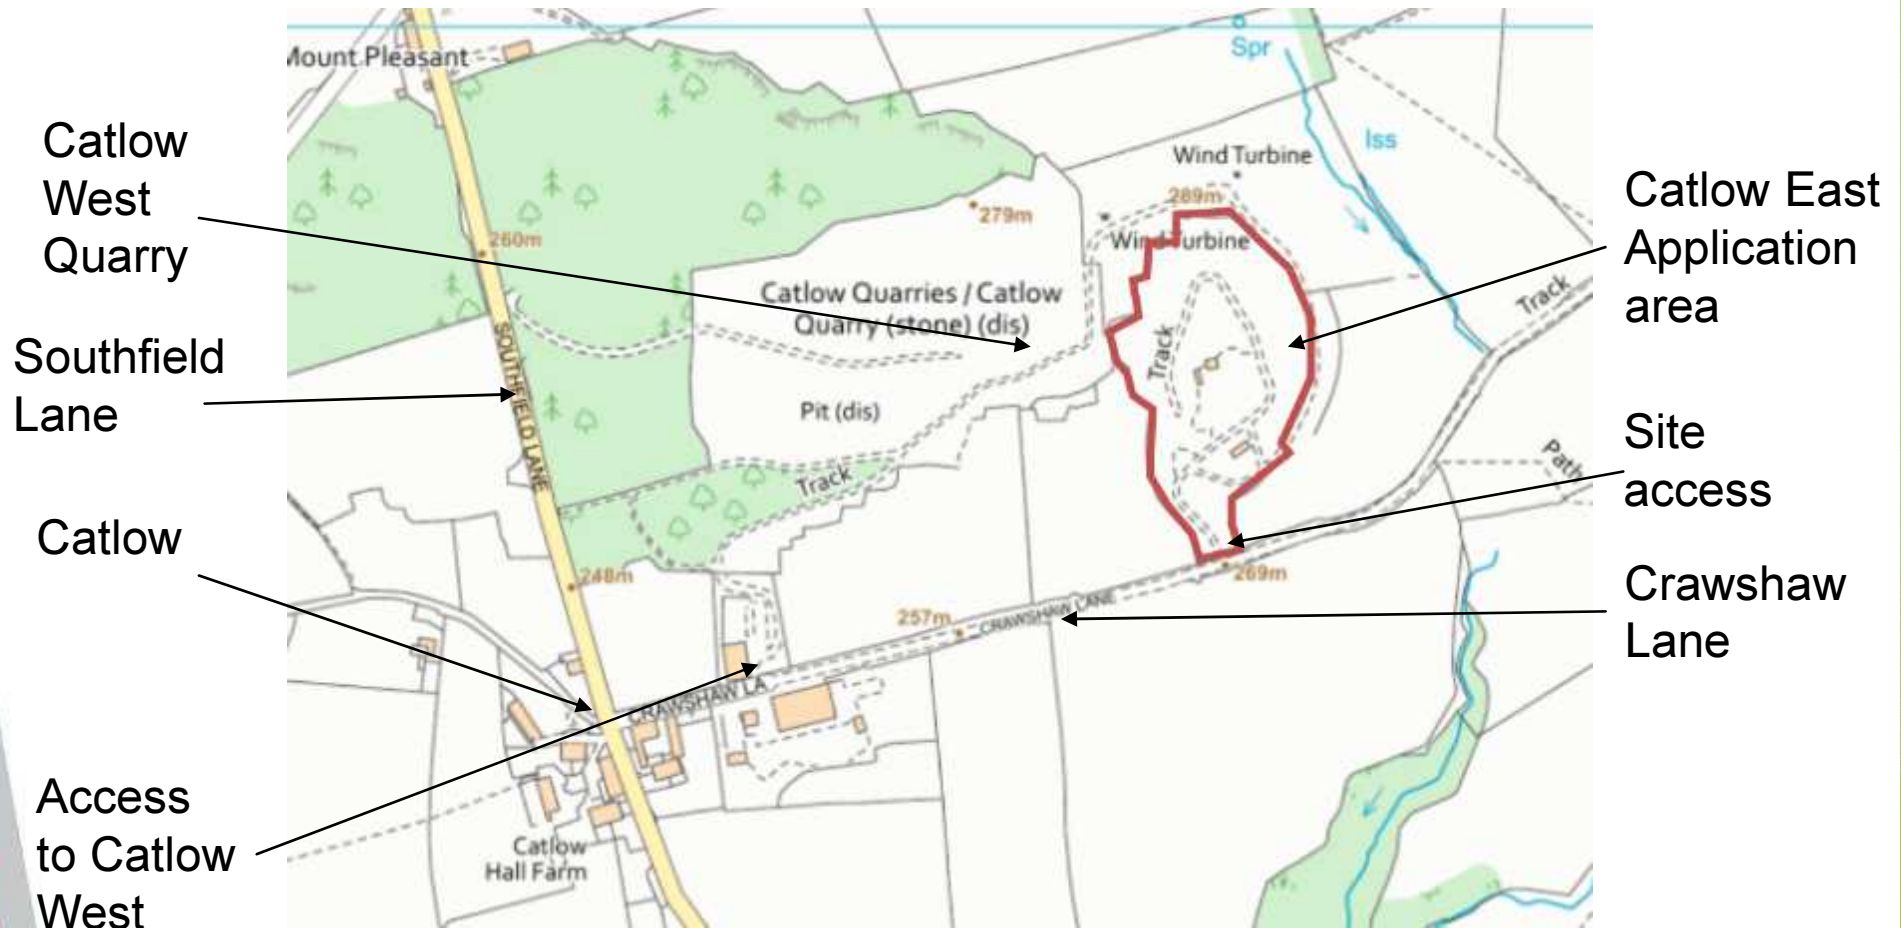 Mount Pleasant
Spr
Catlow
West
Quarry
Iss
Wind Turbine
289m
Catlow East
Application
area
279m
260m
Wind Turbine
Catlow Quarries / Catlow
Quarry (stone) (dis)
Track
Track
Southfield
Lane
SOUTHFIELD LANE
Pit (dis)
Site
access
Path
Track
Catlow
248m
269m
Crawshaw
Lane
257m
CRAWSHAW LANE
CRAWSHAW LA
Access
to Catlow
West
Catlow
Hall Farm